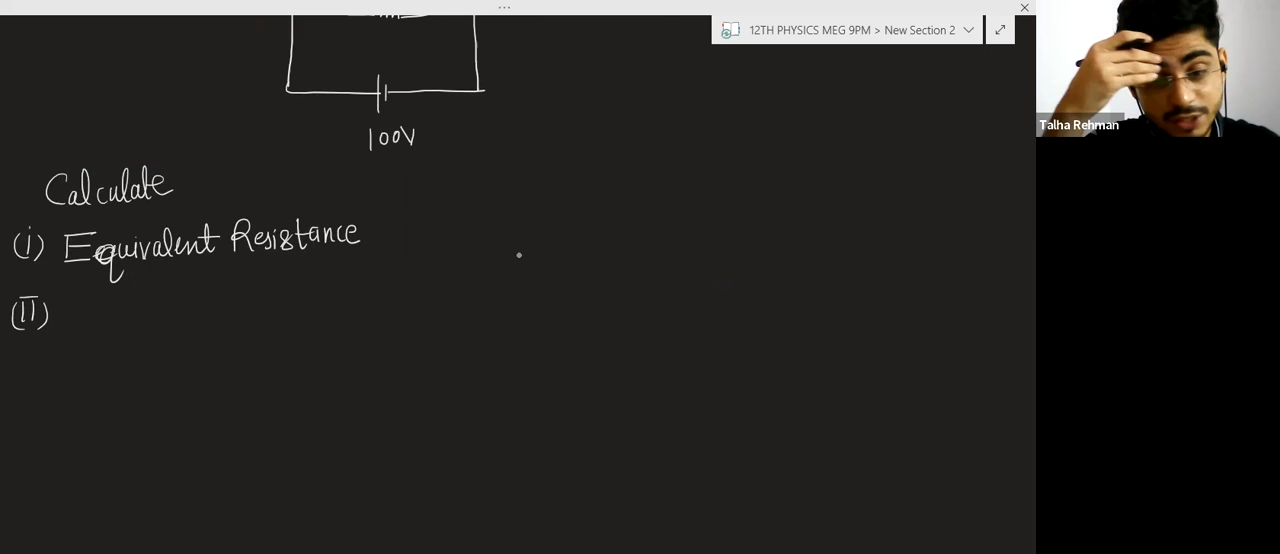 12TH PHYSICS MEG 9PM > New Section 2
Talha Rehman
100V
Calculate
(i) Equivalent Resistance
(II)